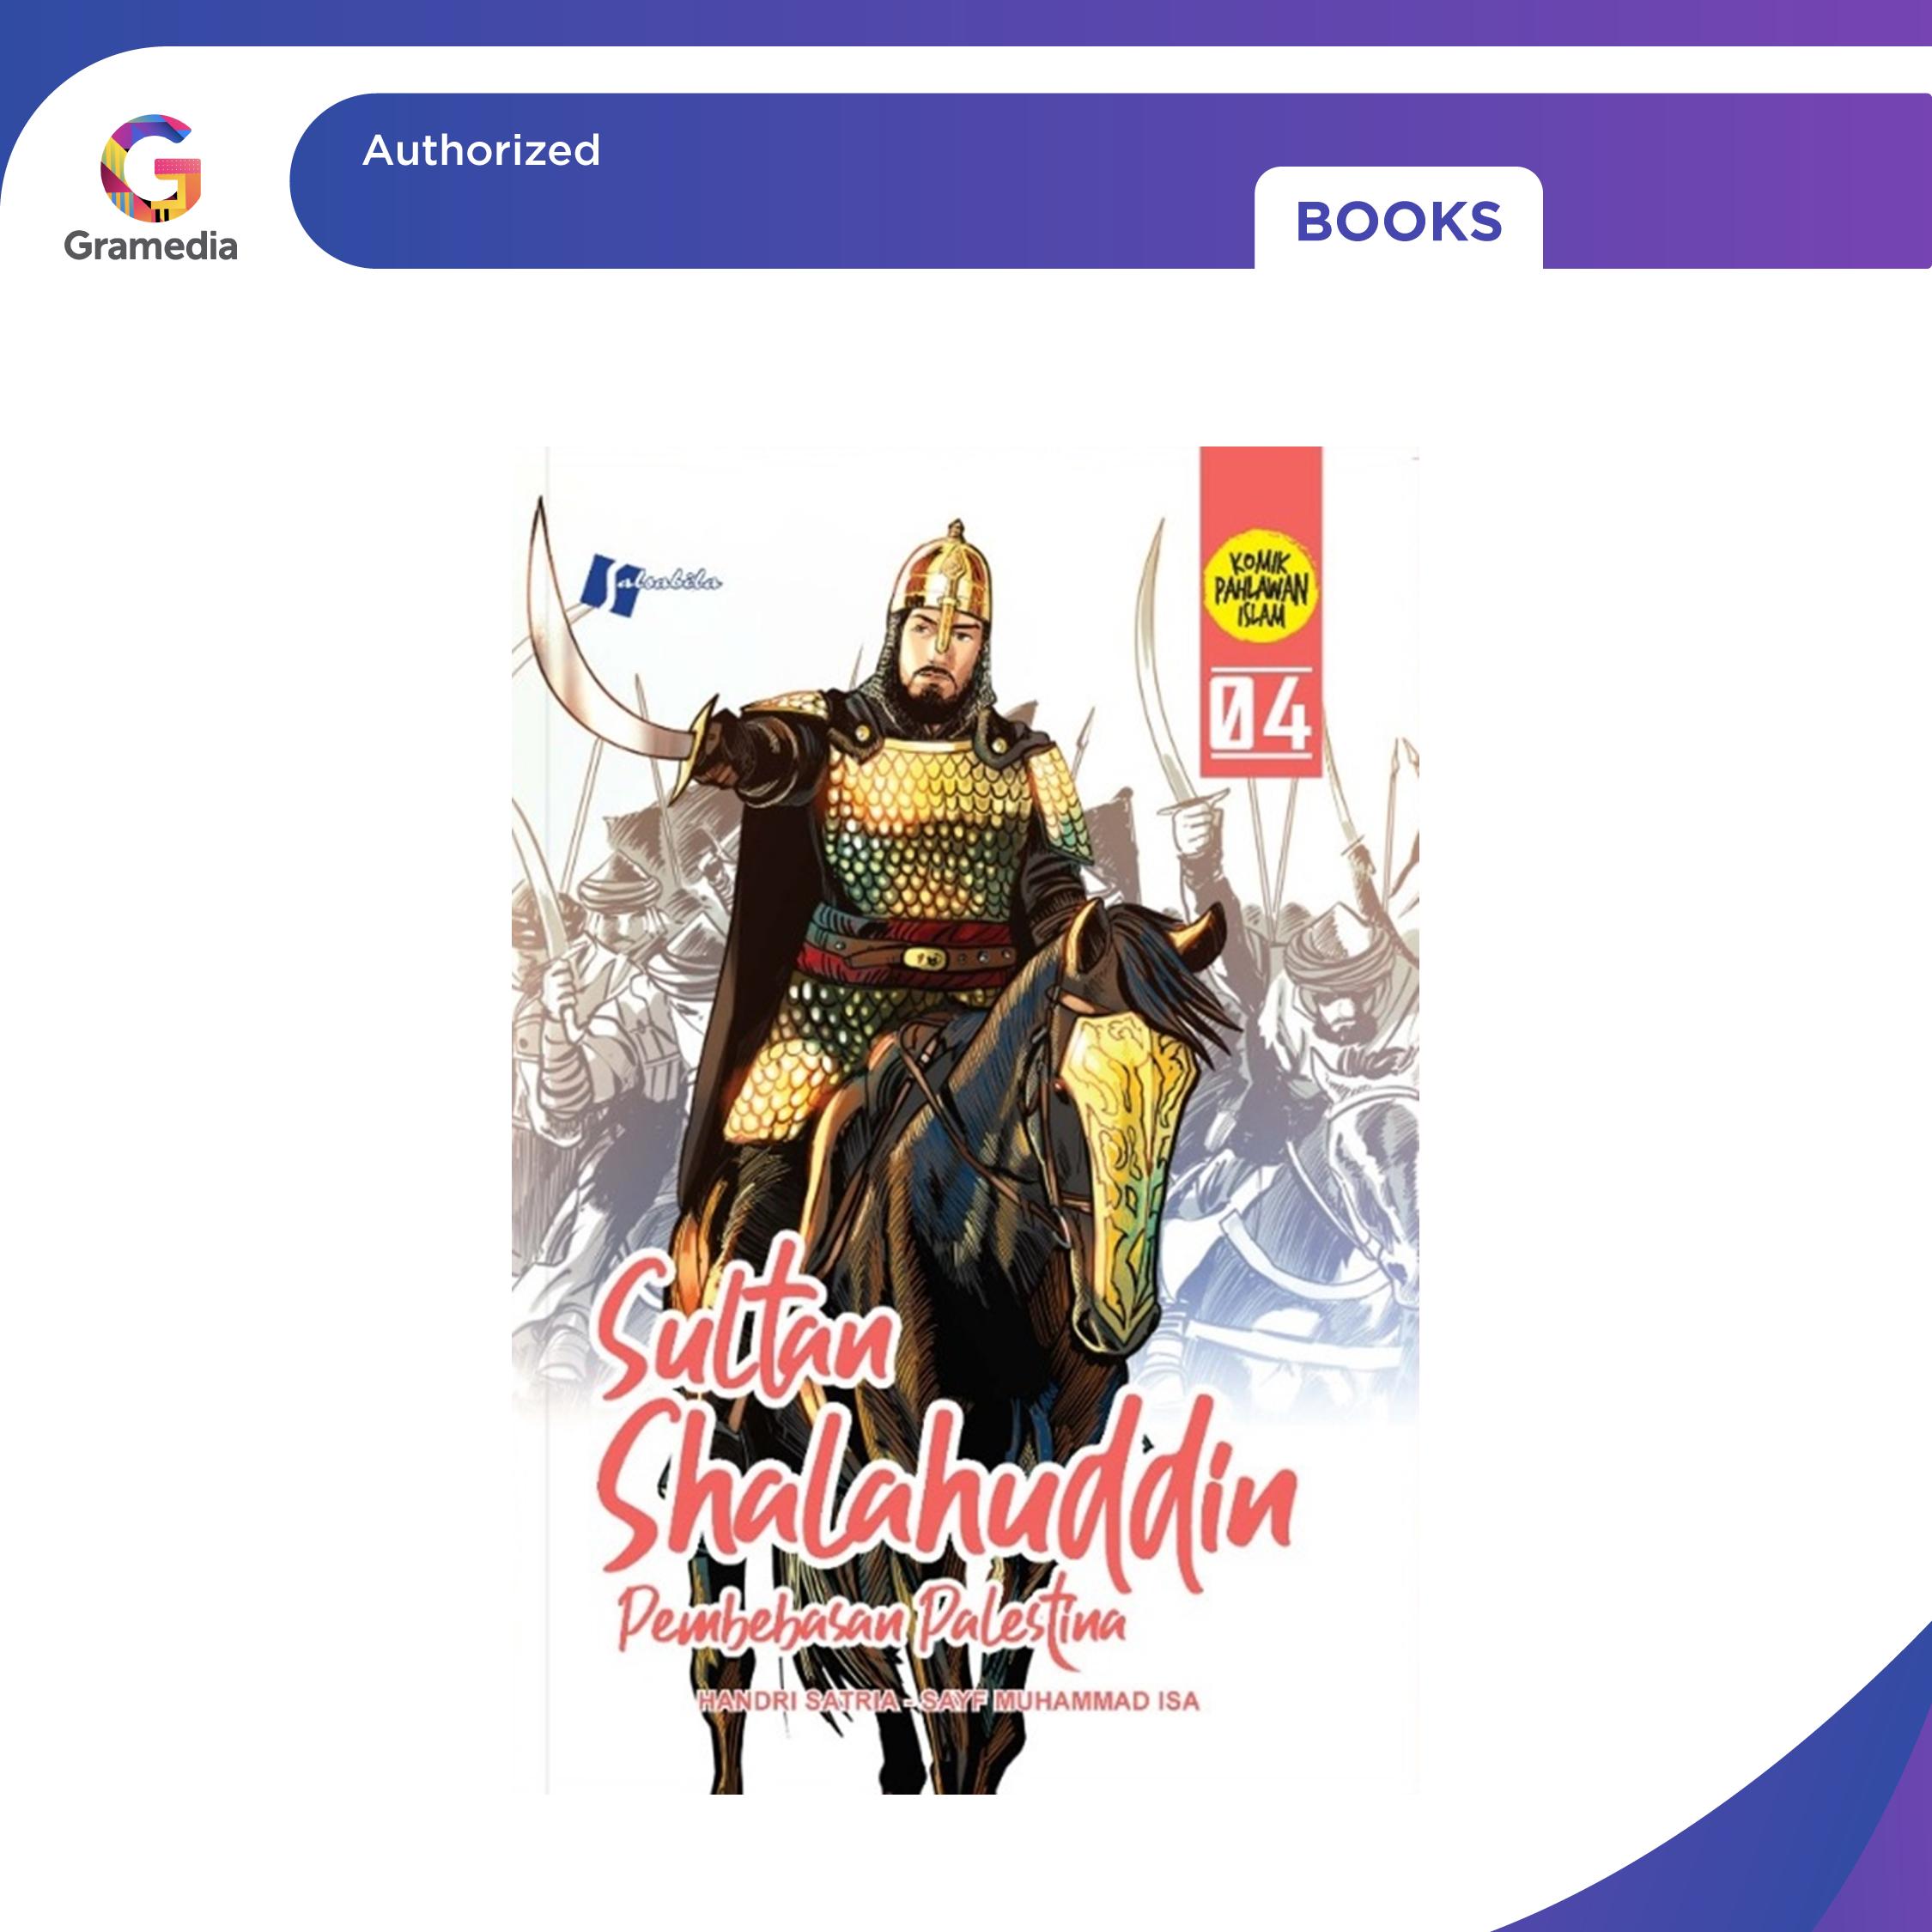 Gramedia
Authorized
BOOKS
Salsabila
KOMIK
PAHLAWAN
ISLAM
04
Sultan
Shalahuddin
Pembebasan Palestina
HANDRI SATRIA - SAYF MUHAMMAD ISA